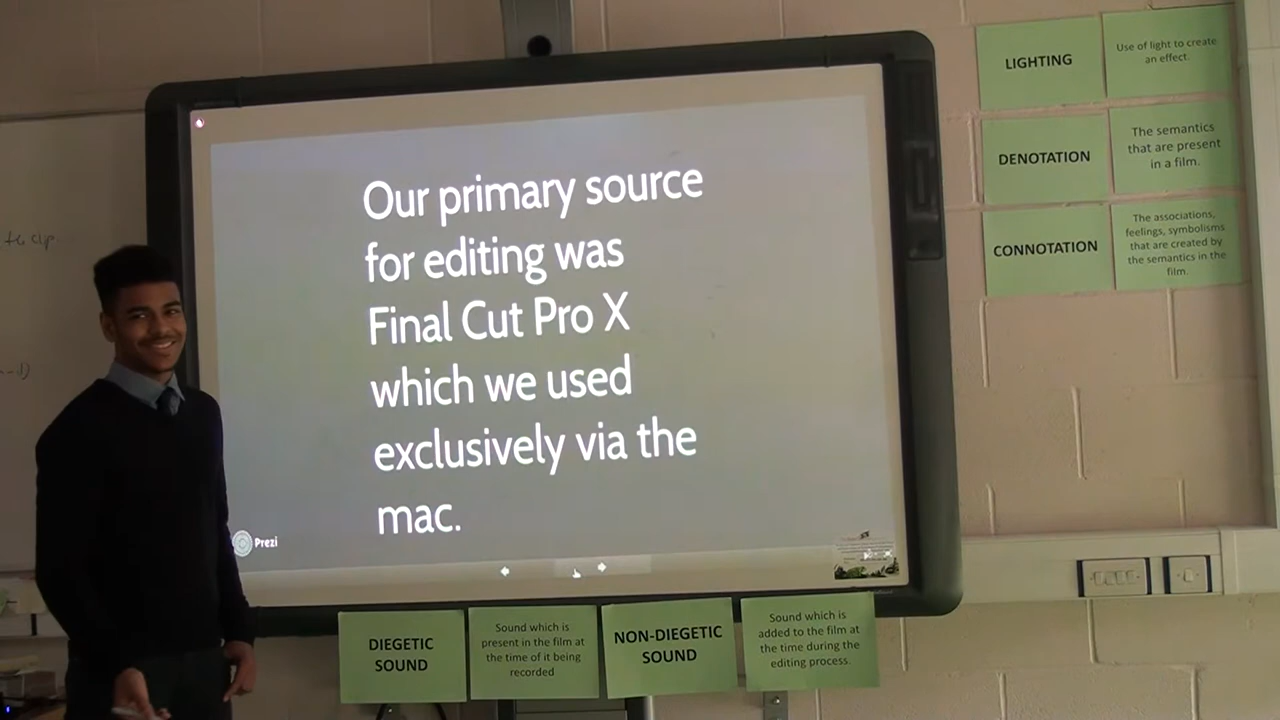 Our primary source
for editing was
Final Cut Pro X
which we used
exclusively via the
mac.
Prezi
LIGHTING
Use of light to create
an effect.
DENOTATION
The semantics
that are present
in a film.
CONNOTATION
The associations,
feelings, symbolisms
that are created by
the semantics in the
film.
DIEGETIC
SOUND
Sound which is
present in the film at
the time of it being
recorded
NON-DIEGETIC
SOUND
Sound which is
added to the film at
the time during the
editing process.
the clip